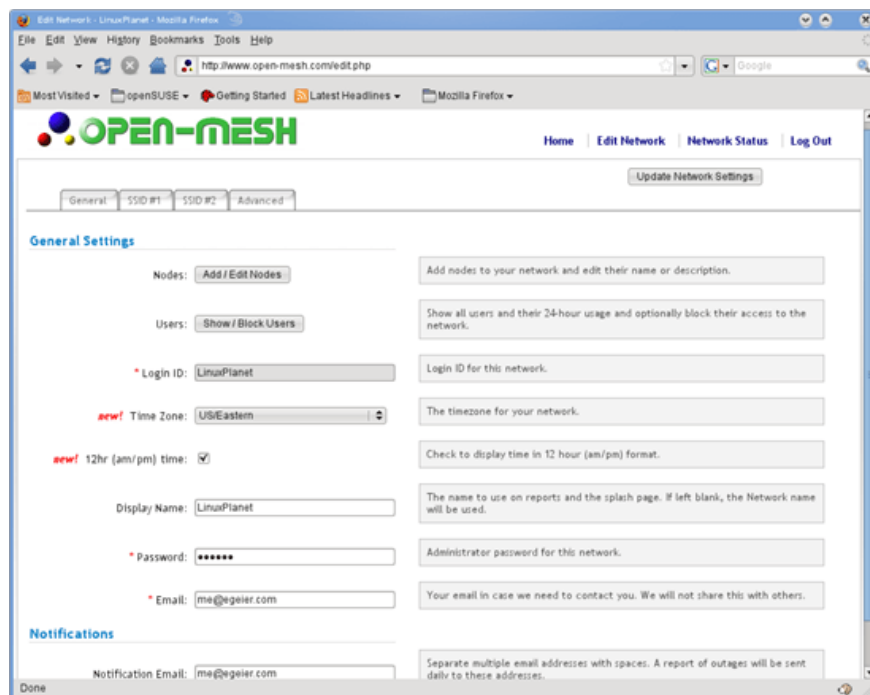 Edit Network - LinuxPlanet - Mozilla Firefox
File Edit View History Bookmarks Tools Help
http://www.open-mesh.com/edit.php
Google
Most Visited openSUSE Getting Started Latest Headlines Mozilla Firefox
OPEN-MESH
Home Edit Network Network Status Log Out
Update Network Settings
General SSID #1 SSID #2 Advanced
General Settings
Nodes: Add / Edit Nodes
Add nodes to your network and edit their name or description.
Users: Show / Block Users
Show all users and their 24-hour usage and optionally block their access to the
network.
* Login ID: LinuxPlanet
Login ID for this network.
new! Time Zone: US/Eastern
The timezone for your network.
new! 12hr (am/pm) time:
Check to display time in 12 hour (am/pm) format.
Display Name: LinuxPlanet
The name to use on reports and the splash page. If left blank, the Network name
will be used.
* Password: ••••••
Administrator password for this network.
* Email: me@egeier.com
Your email in case we need to contact you. We will not share this with others.
Notifications
Notification Email: me@egeier.com
Separate multiple email addresses with spaces. A report of outages will be sent
daily to these addresses.
Done